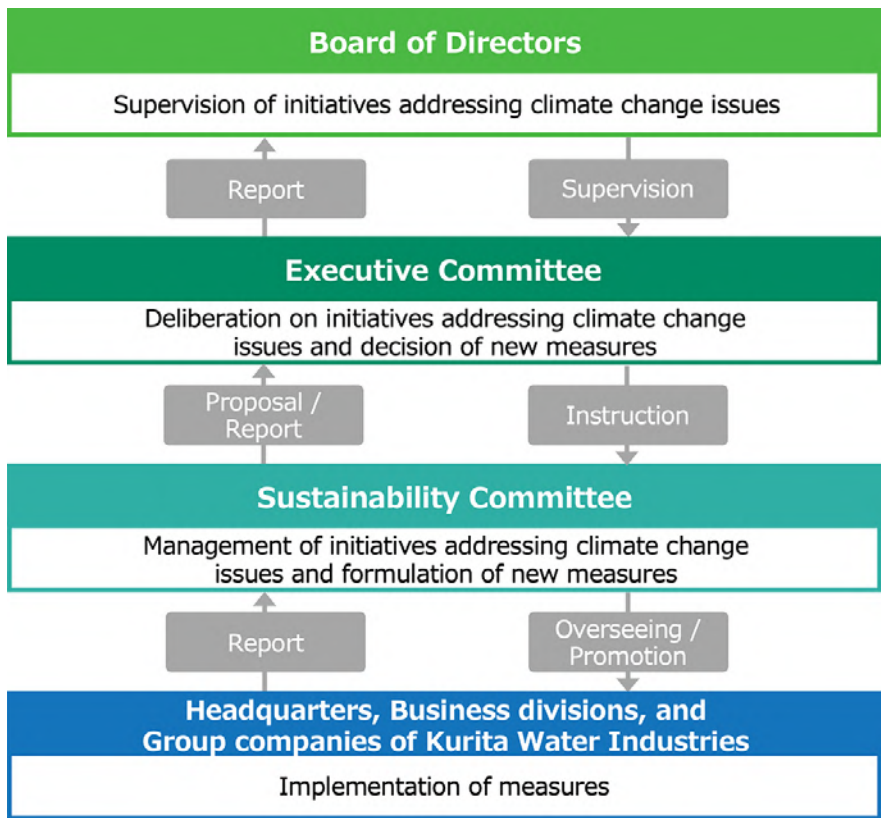 Board of Directors
Supervision of initiatives addressing climate change issues
Report
Supervision
Executive Committee
Deliberation on initiatives addressing climate change
issues and decision of new measures
Proposal /
Report
Instruction
Sustainability Committee
Management of initiatives addressing climate change
issues and formulation of new measures
Report
Overseeing /
Promotion
Headquarters, Business divisions, and
Group companies of Kurita Water Industries
Implementation of measures